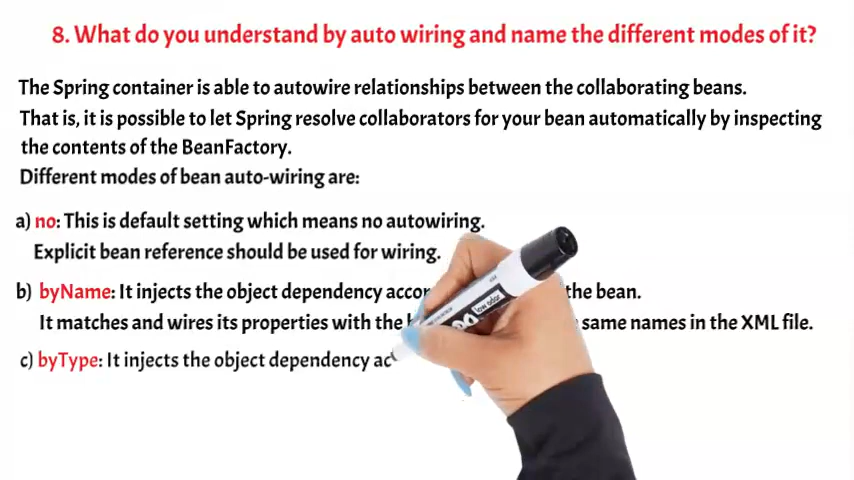 8. What do you understand by auto wiring and name the different modes of it?
The Spring container is able to autowire relationships between the collaborating beans.
That is, it is possible to let Spring resolve collaborators for your bean automatically by inspecting
the contents of the BeanFactory.
Different modes of bean auto-wiring are:
a) no: This is default setting which means no autowiring.
Explicit bean reference should be used for wiring.
b) byName: It injects the object dependency the bean.
It matches and wires its properties with the same names in the XML file.
c) byType: It injects the object dependency
low odor